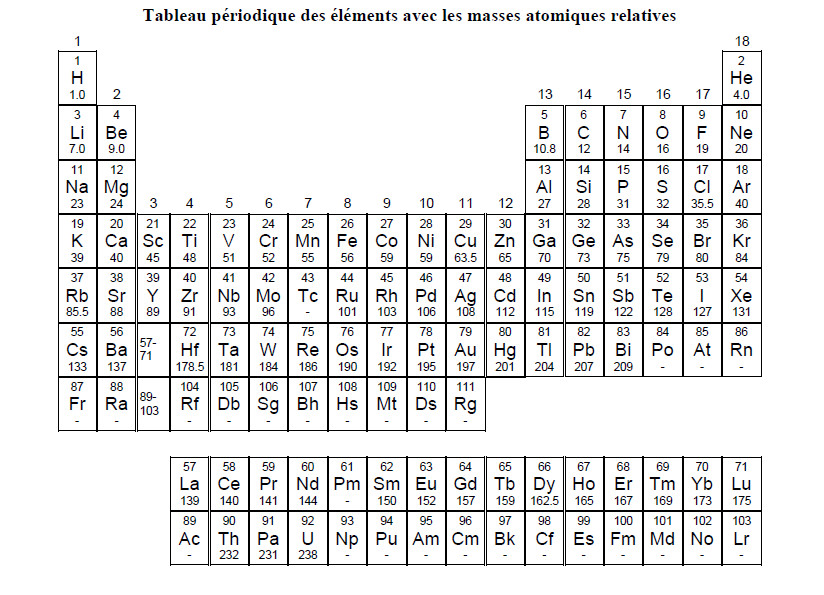 Tableau périodique des éléments avec les masses atomiques relatives
1 18
1 2
H He
1.0 2 13 14 15 16 17 4.0
3 4 5 6 7 8 9 10
Li Be B C N O F Ne
7.0 9.0 10.8 12 14 16 19 20
11 12 13 14 15 16 17 18
Na Mg Al Si P S Cl Ar
23 24 3 4 5 6 7 8 9 10 11 12 27 28 31 32 35.5 40
19 20 21 22 23 24 25 26 27 28 29 30 31 32 33 34 35 36
K Ca Sc Ti V Cr Mn Fe Co Ni Cu Zn Ga Ge As Se Br Kr
39 40 45 48 51 52 55 56 59 59 63.5 65 70 73 75 79 80 84
37 38 39 40 41 42 43 44 45 46 47 48 49 50 51 52 53 54
Rb Sr Y Zr Nb Mo Tc Ru Rh Pd Ag Cd In Sn Sb Te I Xe
85.5 88 89 91 93 96 - 101 103 106 108 112 115 119 122 128 127 131
55 56 57- 72 73 74 75 76 77 78 79 80 81 82 83 84 85 86
Cs Ba 71 Hf Ta W Re Os Ir Pt Au Hg Tl Pb Bi Po At Rn
133 137 178.5 181 184 186 190 192 195 197 201 204 207 209 - - -
87 88 89- 104 105 106 107 108 109 110 111
Fr Ra 103 Rf Db Sg Bh Hs Mt Ds Rg
- - - - - - - - - -
57 58 59 60 61 62 63 64 65 66 67 68 69 70 71
La Ce Pr Nd Pm Sm Eu Gd Tb Dy Ho Er Tm Yb Lu
139 140 141 144 - 150 152 157 159 162.5 165 167 169 173 175
89 90 91 92 93 94 95 96 97 98 99 100 101 102 103
Ac Th Pa U Np Pu Am Cm Bk Cf Es Fm Md No Lr
- 232 231 238 - - - - - - - - - - -